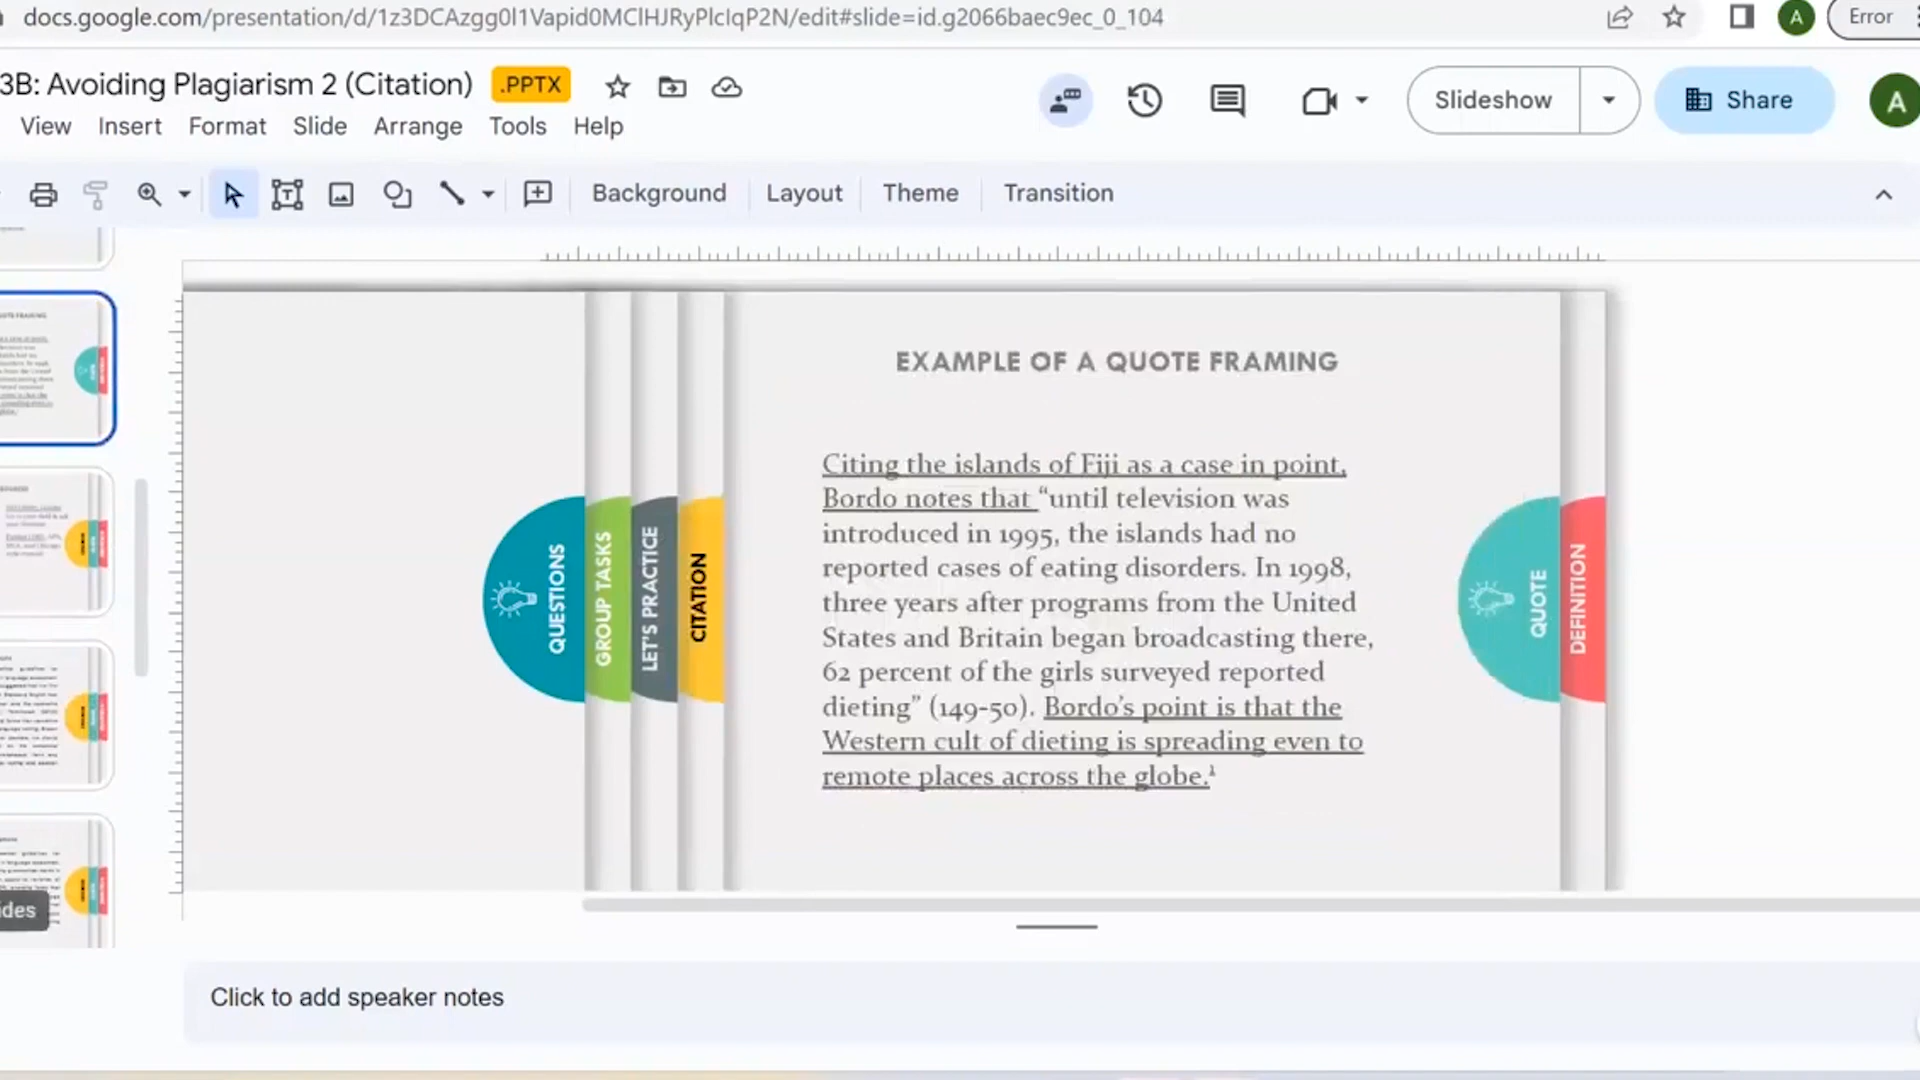 docs.google.com/presentation/d/1z3DCAzgg0l1Vapid0MClHJRyPlcIqP2N/edit#slide=id.g2066baec9ec_0_104
A
Error
3B: Avoiding Plagiarism 2 (Citation)
.PPTX
View Insert Format Slide Arrange Tools Help
Slideshow
Share
A
Background Layout Theme Transition
EXAMPLE OF A QUOTE FRAMING
Citing the islands of Fiji as a case in point,
Bordo notes that “until television was
introduced in 1995, the islands had no
reported cases of eating disorders. In 1998,
three years after programs from the United
States and Britain began broadcasting there,
62 percent of the girls surveyed reported
dieting” (149-50). Bordo’s point is that the
Western cult of dieting is spreading even to
remote places across the globe.¹
QUESTIONS
GROUP TASKS
LET'S PRACTICE
CITATION
QUOTE
DEFINITION
ides
Click to add speaker notes